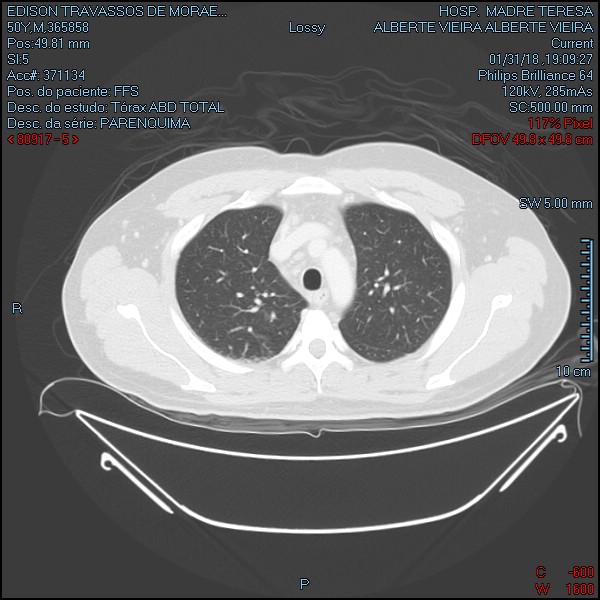 EDISON TRAVASSOS DE MORAE...
50Y,M,365858
Pos:49.81 mm
Sl:5
Acc#: 371134
Pos. do paciente: FFS
Desc. do estudo: Tórax ABD TOTAL
Desc. da série: PARENQUIMA
< 80917-5 >
Lossy
HOSP. MADRE TERESA
ALBERTE VIEIRA ALBERTE VIEIRA
Current
01/31/18 ,19:09:27
Philips Brilliance 64
120kV, 285mAs
SC:500.00 mm
117% Pixel
DFOV 49.8 x 49.8 cm
SW 5.00 mm
R
10 cm
P
C -600
W 1600